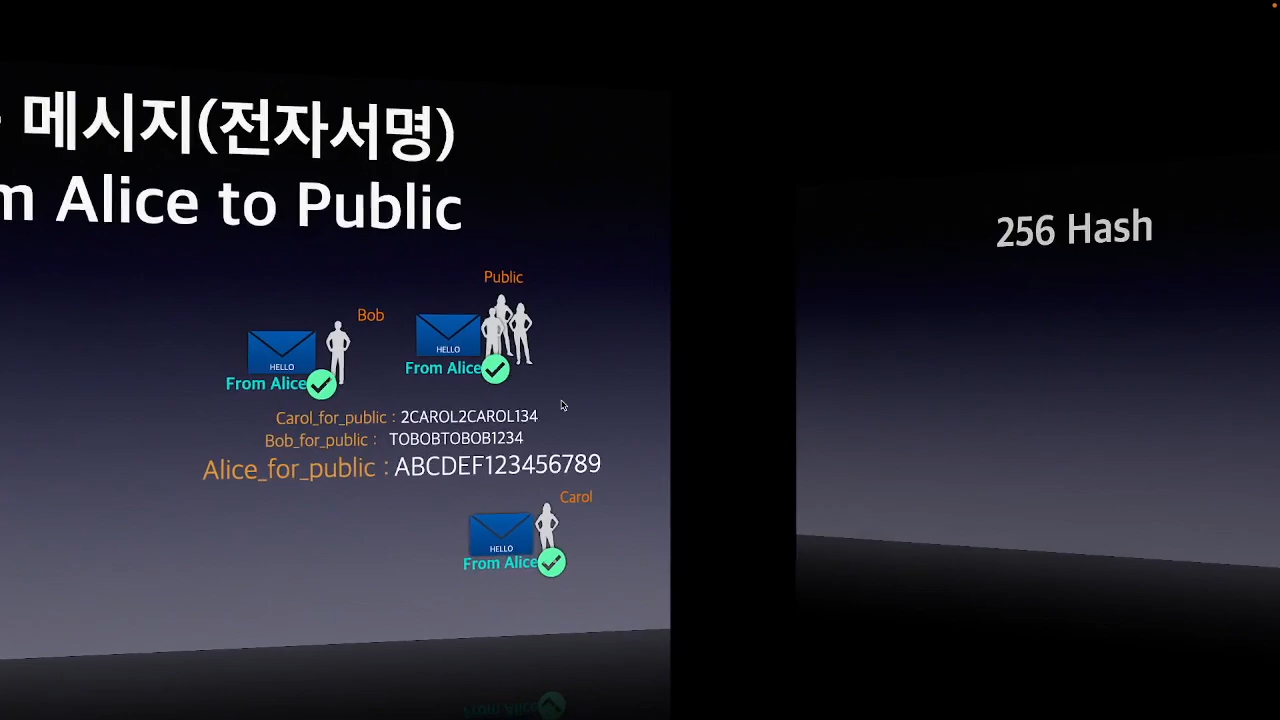 메시지(전자서명)
m Alice to Public
256 Hash
Public
Bob
HELLO
From Alice
HELLO
From Alice
Carol_for_public : 2CAROL2CAROL134
Bob_for_public : TOBOBTOBOB1234
Alice_for_public : ABCDEF123456789
Carol
HELLO
From Alice